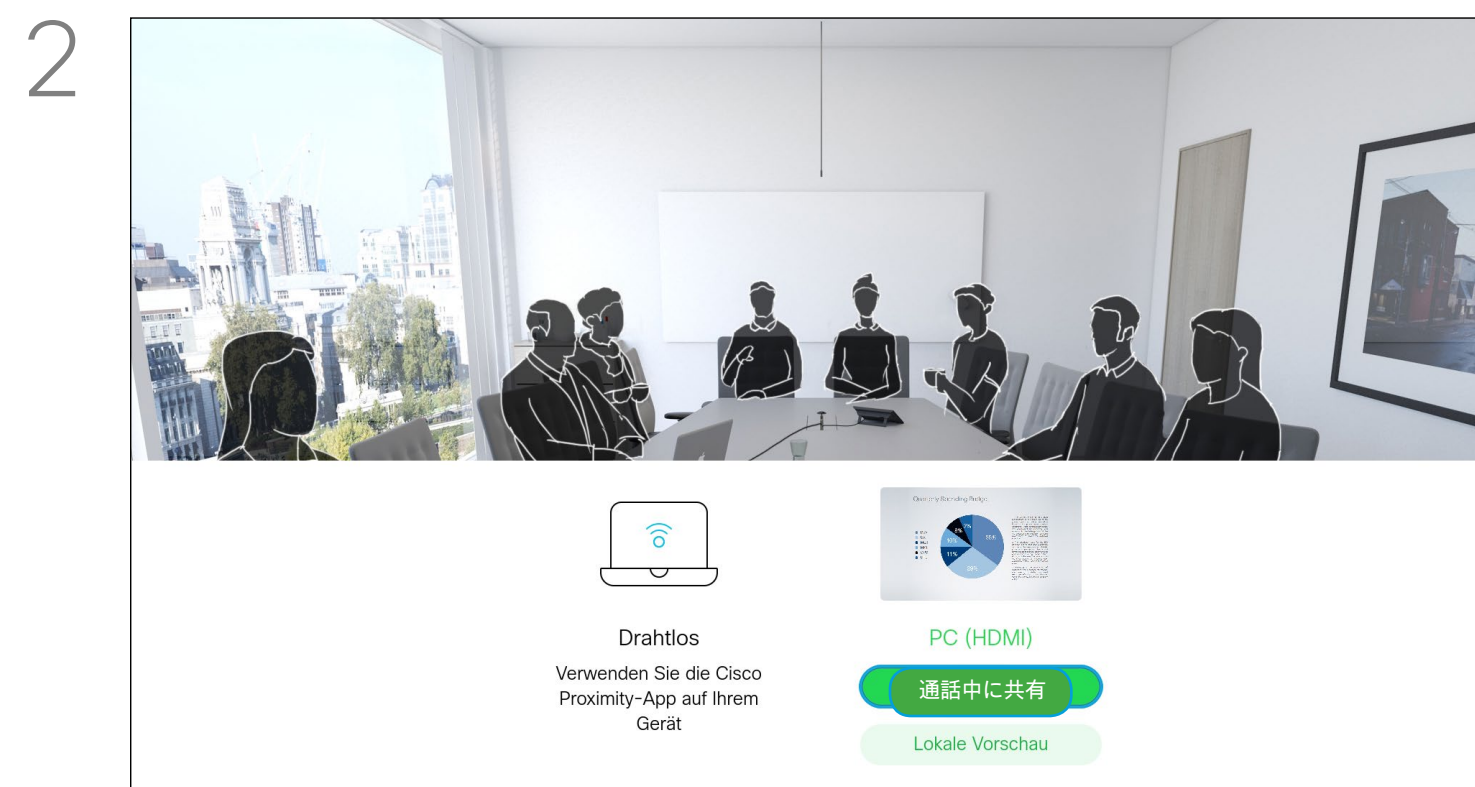 2
Drahtlos
Verwenden Sie die Cisco
Proximity-App auf Ihrem
Gerät
PC (HDMI)
通話中に共有
Lokale Vorschau